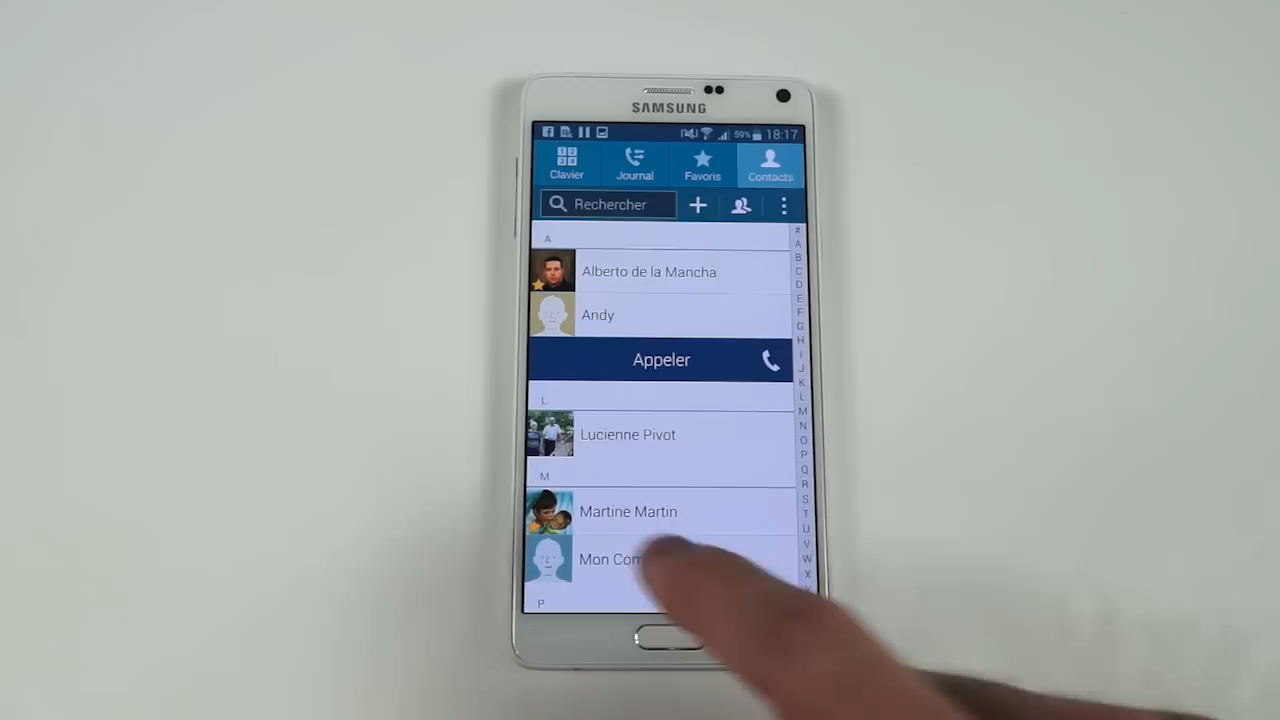 SAMSUNG
59% 18:17
Clavier Journal Favoris Contacts
Rechercher
A
Alberto de la Mancha
Andy
Appeler
L
Lucienne Pivot
M
Martine Martin
Mon
P
#
A
B
C
D
E
F
G
H
I
J
K
L
M
N
O
P
Q
R
S
T
U
V
W
X